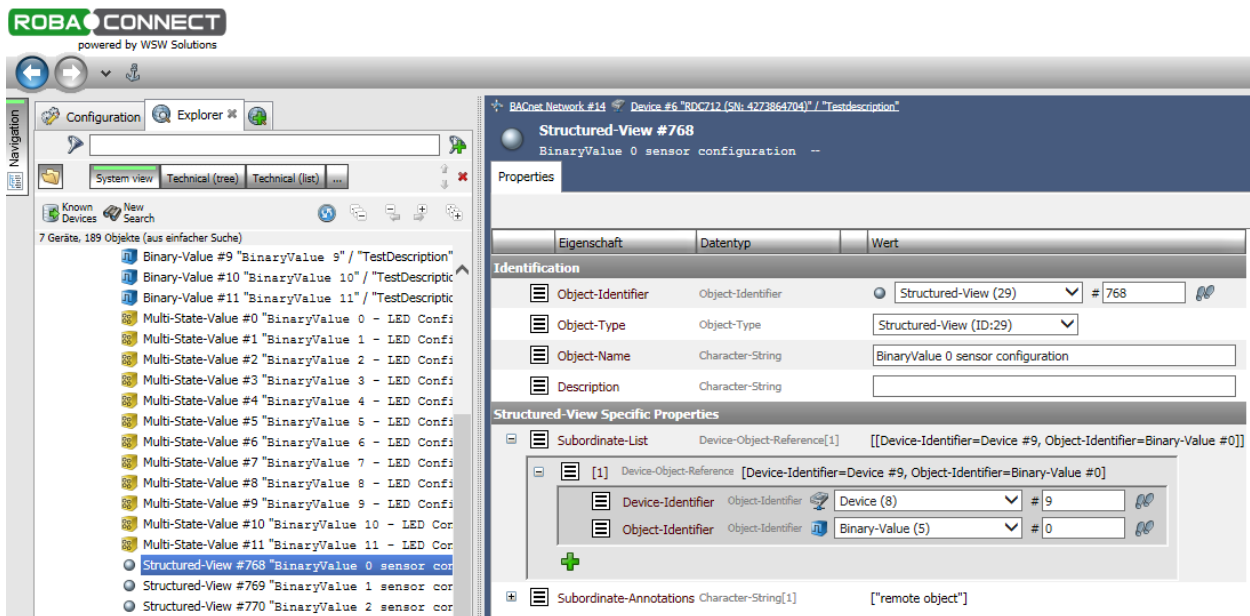 ROBA CONNECT
powered by WSW Solutions
Navigation
Configuration Explorer
System view Technical (tree) Technical (list) ...
Known Devices New Search
7 Geräte, 189 Objekte (aus einfacher Suche)
Binary-Value #9 "BinaryValue 9" / "TestDescription"
Binary-Value #10 "BinaryValue 10" / "TestDescriptic
Binary-Value #11 "BinaryValue 11" / "TestDescriptic
Multi-State-Value #0 "BinaryValue 0 - LED Confi
Multi-State-Value #1 "BinaryValue 1 - LED Confi
Multi-State-Value #2 "BinaryValue 2 - LED Confi
Multi-State-Value #3 "BinaryValue 3 - LED Confi
Multi-State-Value #4 "BinaryValue 4 - LED Confi
Multi-State-Value #5 "BinaryValue 5 - LED Confi
Multi-State-Value #6 "BinaryValue 6 - LED Confi
Multi-State-Value #7 "BinaryValue 7 - LED Confi
Multi-State-Value #8 "BinaryValue 8 - LED Confi
Multi-State-Value #9 "BinaryValue 9 - LED Confi
Multi-State-Value #10 "BinaryValue 10 - LED Con
Multi-State-Value #11 "BinaryValue 11 - LED Con
Structured-View #768 "BinaryValue 0 sensor con
Structured-View #769 "BinaryValue 1 sensor con
Structured-View #770 "BinaryValue 2 sensor con
BACnet Network #14 Device #6 "RDC712 (SN: 4273864704)" / "Testdescription"
Structured-View #768
BinaryValue 0 sensor configuration --
Properties
Eigenschaft Datentyp Wert
Identification
Object-Identifier Object-Identifier Structured-View (29) # 768
Object-Type Object-Type Structured-View (ID:29)
Object-Name Character-String BinaryValue 0 sensor configuration
Description Character-String
Structured-View Specific Properties
Subordinate-List Device-Object-Reference[1] [[Device-Identifier=Device #9, Object-Identifier=Binary-Value #0]]
[1] Device-Object-Reference [Device-Identifier=Device #9, Object-Identifier=Binary-Value #0]
Device-Identifier Object-Identifier Device (8) # 9
Object-Identifier Object-Identifier Binary-Value (5) # 0
Subordinate-Annotations Character-String[1] ["remote object"]